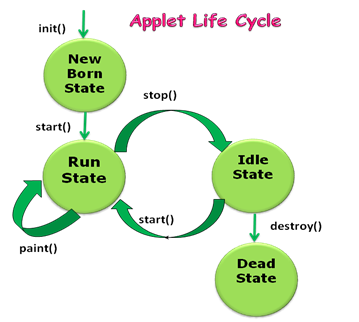 Applet Life Cycle
init()
New
Born
State
stop()
start()
Run
State
Idle
State
start()
destroy()
paint()
Dead
State